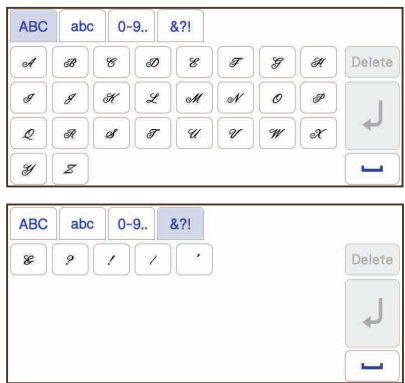 ABC abc 0~9.. &?!
A B C D E F G H Delete
I J K L M N O P
Q R S T U V W X
Y Z
ABC abc 0~9.. &?!
& ? ! / ' Delete